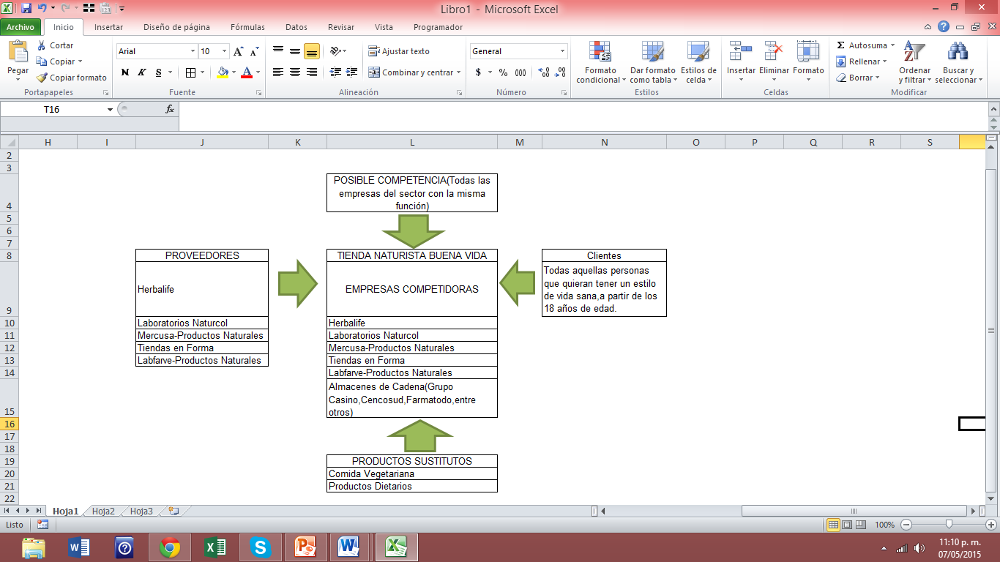 Libro1 - Microsoft Excel
Archivo Inicio Insertar Diseño de página Fórmulas Datos Revisar Vista Programador
Pegar
Cortar
Copiar
Copiar formato
Portapapeles
Arial 10
N K S
Fuente
Ajustar texto
Combinar y centrar
Alineación
General
$ % 000
Número
Formato condicional
Dar formato como tabla
Estilos de celda
Estilos
Insertar Eliminar Formato
Celdas
Autosuma
Rellenar
Borrar
Ordenar y filtrar
Buscar y seleccionar
Modificar
T16
fx
H I J K L M N O P Q R S
2
3
4
5
6
7
8
9
10
11
12
13
14
15
16
17
18
19
20
21
22
POSIBLE COMPETENCIA(Todas las
empresas del sector con la misma
función)
PROVEEDORES
Herbalife
Laboratorios Naturcol
Mercusa-Productos Naturales
Tiendas en Forma
Labfarve-Productos Naturales
TIENDA NATURISTA BUENA VIDA
EMPRESAS COMPETIDORAS
Herbalife
Laboratorios Naturcol
Mercusa-Productos Naturales
Tiendas en Forma
Labfarve-Productos Naturales
Almacenes de Cadena(Grupo
Casino,Cencosud,Farmatodo,entre
otros)
Clientes
Todas aquellas personas
que quieran tener un estilo
de vida sana,a partir de los
18 años de edad.
PRODUCTOS SUSTITUTOS
Comida Vegetariana
Productos Dietarios
Hoja1 Hoja2 Hoja3
Listo
100%
11:10 p. m.
07/05/2015